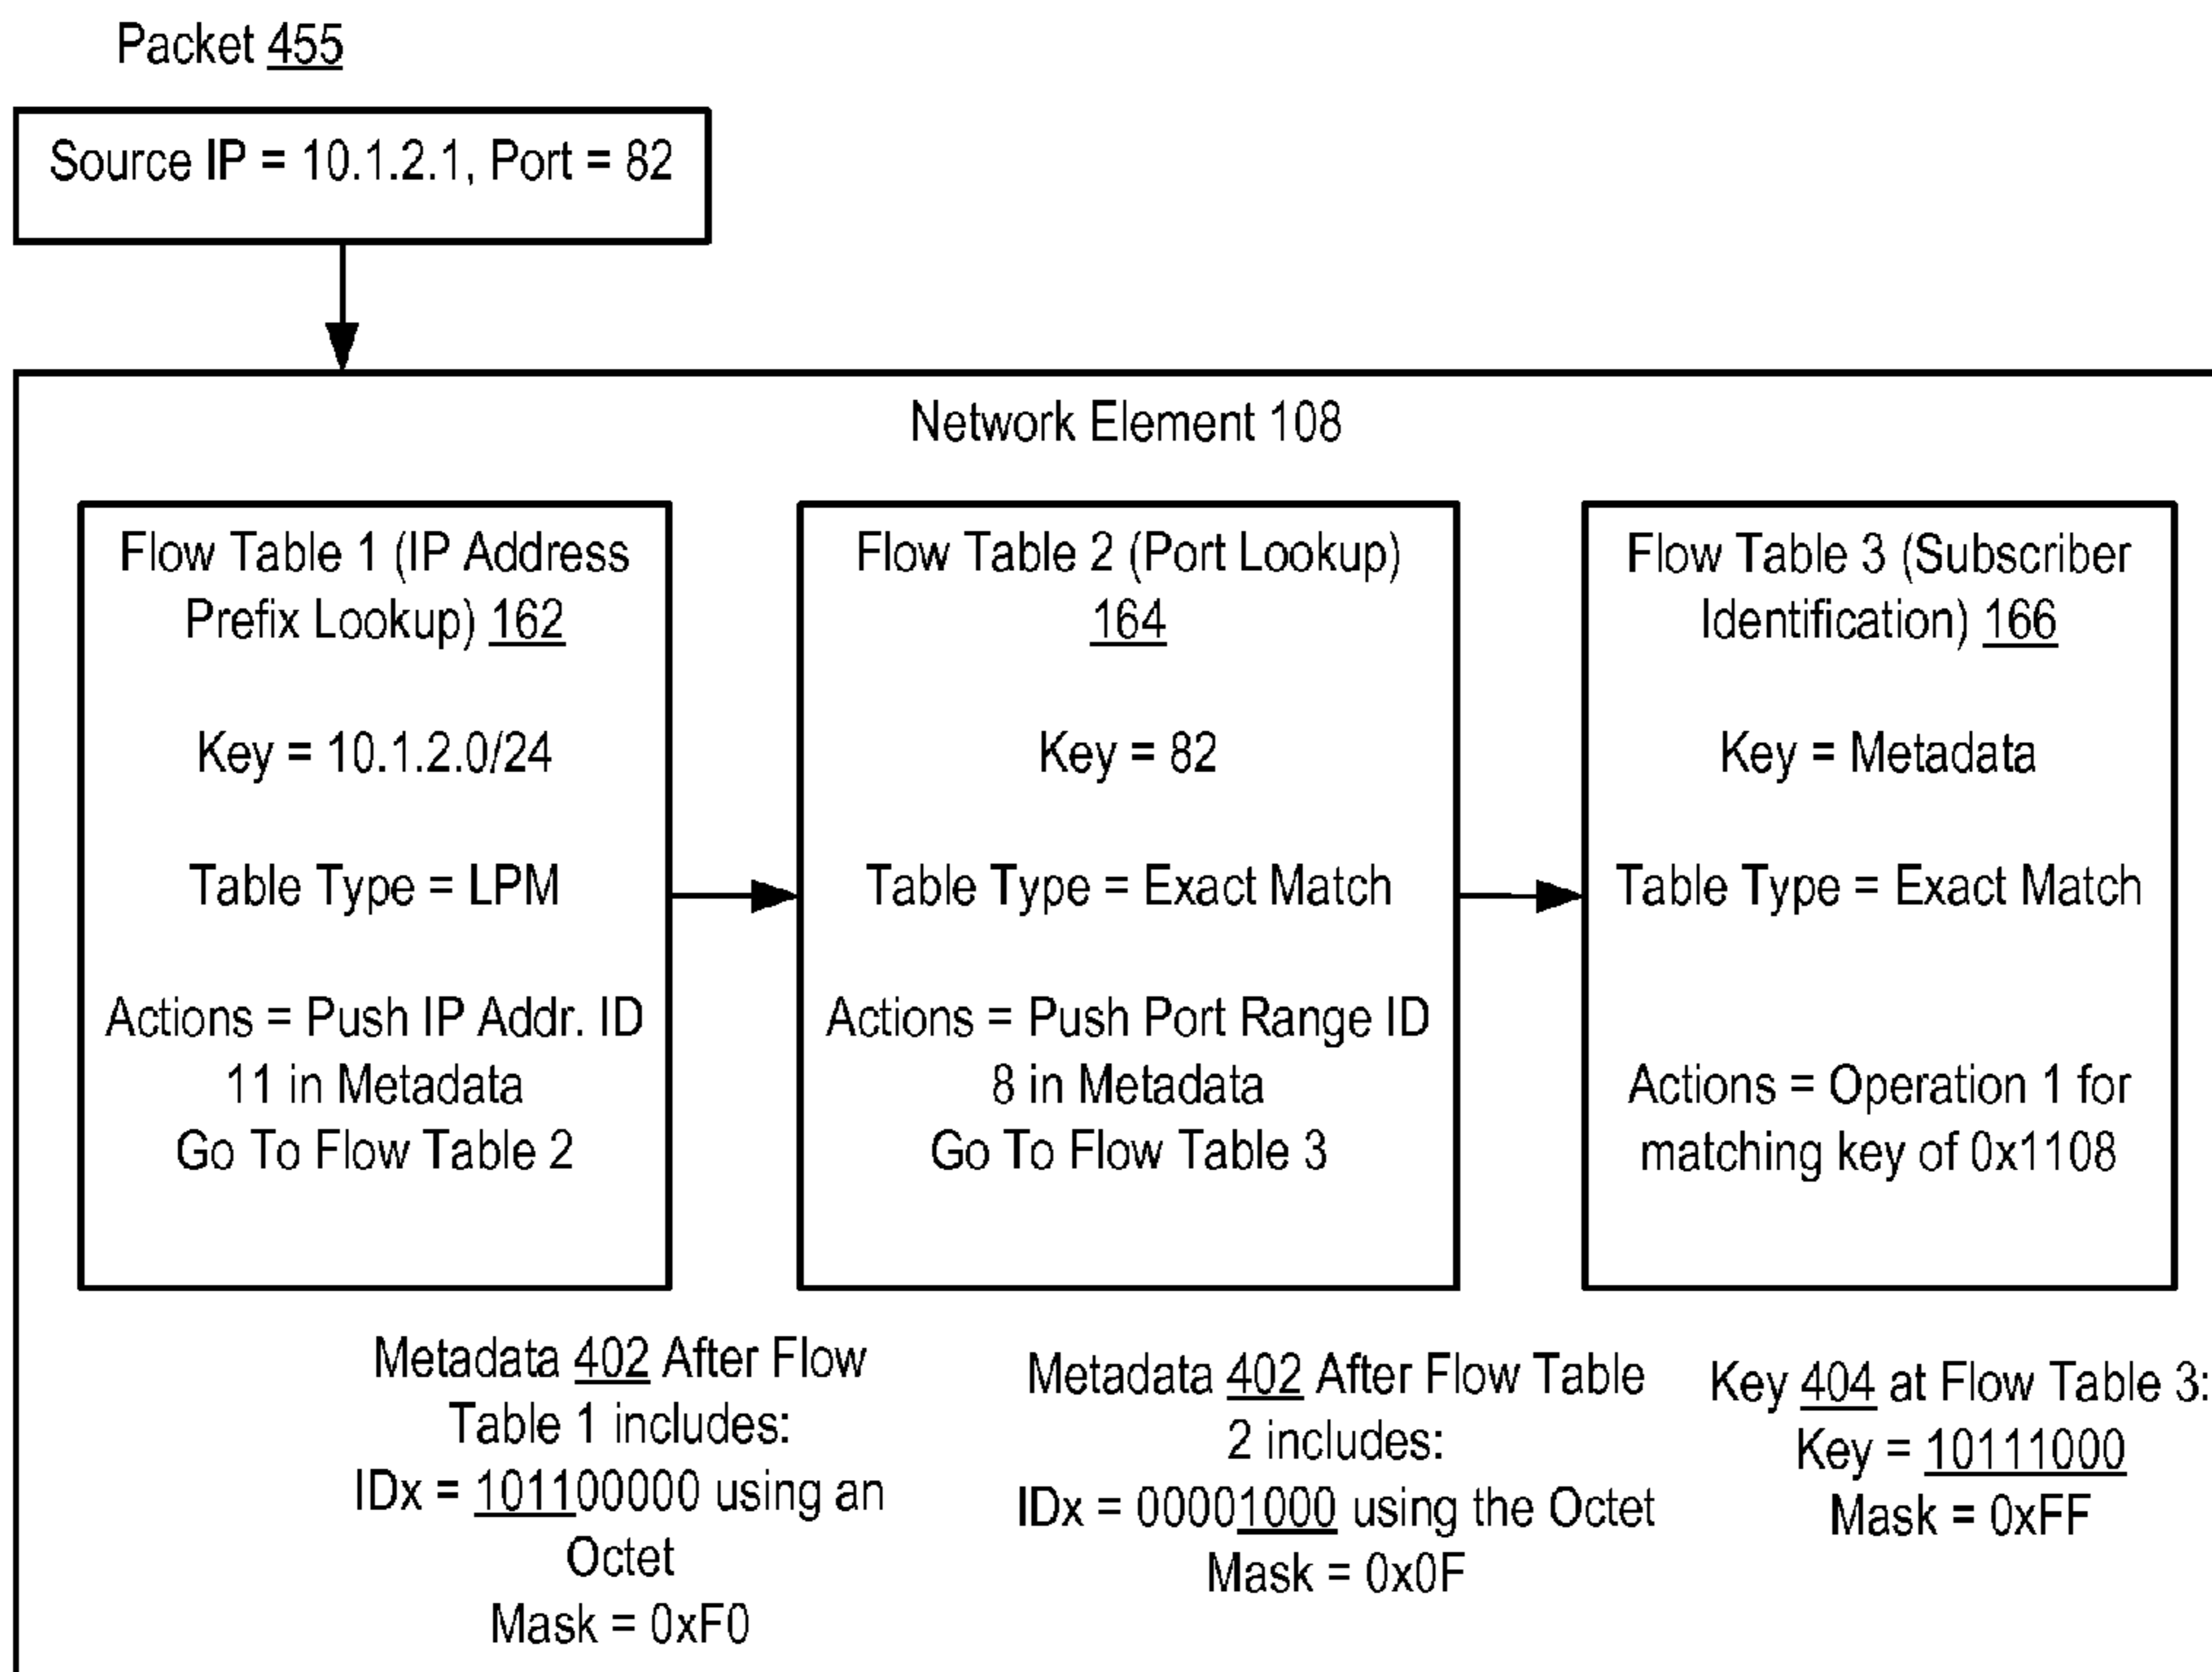 Packet 455
Source IP = 10.1.2.1, Port = 82
Network Element 108
Flow Table 1 (IP Address
Prefix Lookup) 162
Key = 10.1.2.0/24
Table Type = LPM
Actions = Push IP Addr. ID
11 in Metadata
Go To Flow Table 2
Flow Table 2 (Port Lookup)
164
Key = 82
Table Type = Exact Match
Actions = Push Port Range ID
8 in Metadata
Go To Flow Table 3
Flow Table 3 (Subscriber
Identification) 166
Key = Metadata
Table Type = Exact Match
Actions = Operation 1 for
matching key of 0x1108
Metadata 402 After Flow
Table 1 includes:
IDx = 101100000 using an
Octet
Mask = 0xF0
Metadata 402 After Flow Table
2 includes:
IDx = 00001000 using the Octet
Mask = 0x0F
Key 404 at Flow Table 3:
Key = 10111000
Mask = 0xFF